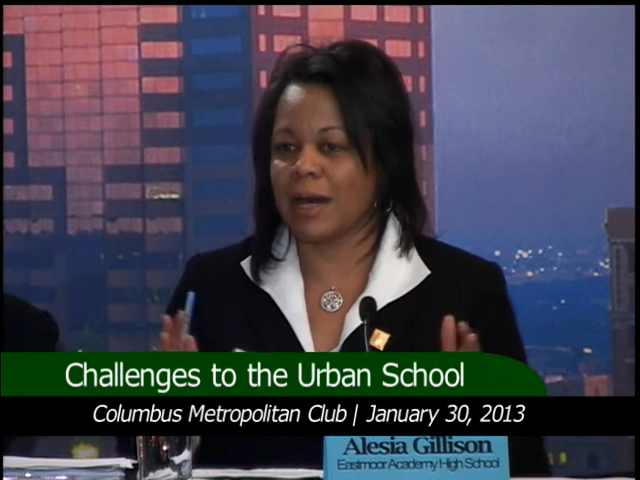 Challenges to the Urban School
Columbus Metropolitan Club | January 30, 2013
Alesia Gillison
Eastmoor Academy High School